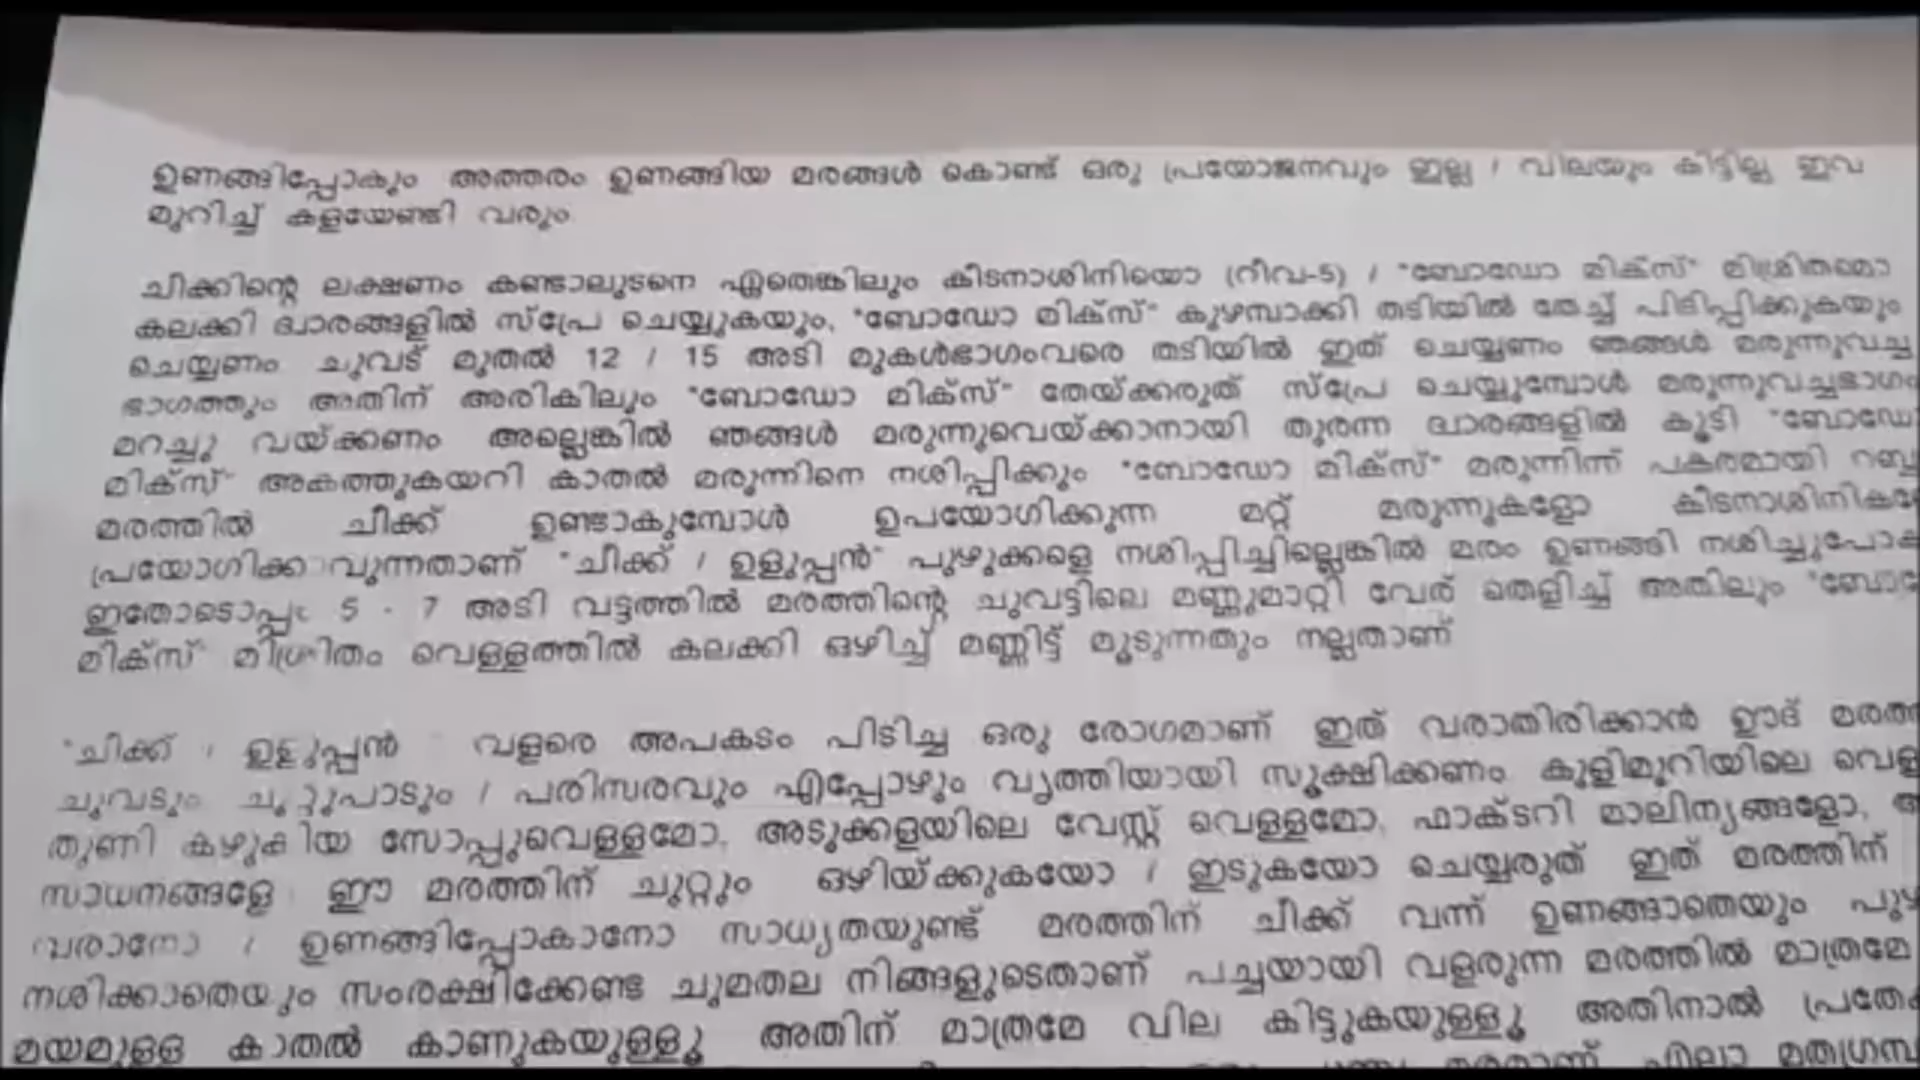 ഉണങ്ങിപ്പോകും അത്തരം ഉണങ്ങിയ മരങ്ങൾ കൊണ്ട് ഒരു പ്രയോജനവും ഇല്ല / വിലയും കിട്ടില്ല ഇവ
മുറിച്ച് കളയേണ്ടി വരും
ചീക്കിന്റെ ലക്ഷണം കണ്ടാലുടനെ ഏതെങ്കിലും കീടനാശിനിയൊ (റീവ-5) / "ബോഡോ മിക്സ്" മിശ്രിതമൊ
കലക്കി ദ്വാരങ്ങളിൽ സ്പ്രേ ചെയ്യുകയും, "ബോഡോ മിക്സ്" കുഴമ്പാക്കി തടിയിൽ തേച്ച് പിടിപ്പിക്കുകയും
ചെയ്യണം ചുവട് മുതൽ 12 / 15 അടി മുകൾഭാഗംവരെ തടിയിൽ ഇത് ചെയ്യണം ഞങ്ങൾ മരുന്നുവച്ച
ഭാഗത്തും അതിന് അരികിലും "ബോഡോ മിക്സ്" തേയ്ക്കരുത് സ്പ്രേ ചെയ്യുമ്പോൾ മരുന്നുവച്ചഭാഗം
മറച്ചു വയ്ക്കണം അല്ലെങ്കിൽ ഞങ്ങൾ മരുന്നുവെയ്ക്കാനായി തുരന്ന ദ്വാരങ്ങളിൽ കൂടി "ബോഡോ
മിക്സ്" അകത്തുകയറി കാതൽ മരുന്നിനെ നശിപ്പിക്കും "ബോഡോ മിക്സ്" മരുന്നിന് പകരമായി
മരത്തിൽ ചീക്ക് ഉണ്ടാകുമ്പോൾ ഉപയോഗിക്കുന്ന മറ്റ് മരുന്നുകളോ
പ്രയോഗിക്കാവുന്നതാണ് "ചീക്ക് / ഉളുപ്പൻ" പുഴുക്കളെ നശിപ്പിച്ചില്ലെങ്കിൽ മരം ഉണങ്ങി
ഇതോടൊപ്പം 5 - 7 അടി വട്ടത്തിൽ മരത്തിന്റെ ചുവട്ടിലെ മണ്ണുമാറ്റി വേര് തെളിച്ച് അതിലും
മിക്സ്" മിശ്രിതം വെള്ളത്തിൽ കലക്കി ഒഴിച്ച് മണ്ണിട്ട് മൂടുന്നതും നല്ലതാണ്
"ചീക്ക് / ഉളുപ്പൻ വളരെ അപകടം പിടിച്ച ഒരു രോഗമാണ് ഇത് വരാതിരിക്കാൻ ഊദ്
ചുവടും ചുറ്റുപാടും / പരിസരവും എപ്പോഴും വൃത്തിയായി സൂക്ഷിക്കണം കുളിമുറിയിലെ
തുണി കഴുകിയ സോപ്പുവെള്ളമോ, അടുക്കളയിലെ വേസ്റ്റ് വെള്ളമോ, ഫാക്ടറി മാലിന്യങ്ങളോ,
സാധനങ്ങളേ ഈ മരത്തിന് ചുറ്റും ഒഴിയ്ക്കുകയോ / ഇടുകയോ ചെയ്യരുത് ഇത് മരത്തിന്
വരാനോ / ഉണങ്ങിപ്പോകാനോ സാധ്യതയുണ്ട് മരത്തിന് ചീക്ക് വന്ന് ഉണങ്ങാതെയും
നശിക്കാതെയും സംരക്ഷിക്കേണ്ട ചുമതല നിങ്ങളുടെതാണ് പച്ചയായി വളരുന്ന മരത്തിൽ മാത്രമേ
മയമുളള കാതൽ കാണുകയുള്ളൂ അതിന് മാത്രമേ വില കിട്ടുകയുള്ളൂ അതിനാൽ